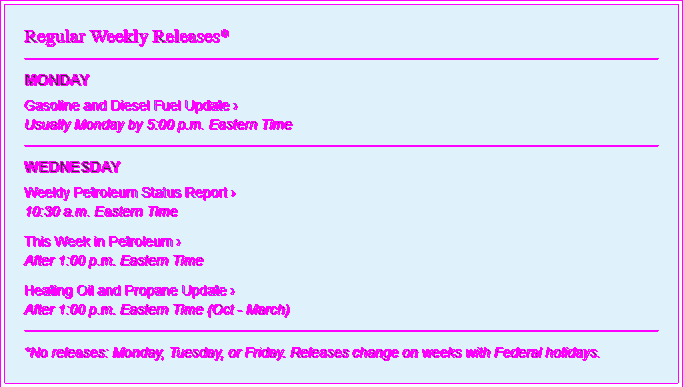 Regular Weekly Releases*
MONDAY
Gasoline and Diesel Fuel Update ›
Usually Monday by 5:00 p.m. Eastern Time
WEDNESDAY
Weekly Petroleum Status Report ›
10:30 a.m. Eastern Time
This Week in Petroleum ›
After 1:00 p.m. Eastern Time
Heating Oil and Propane Update ›
After 1:00 p.m. Eastern Time (Oct - March)
*No releases: Monday, Tuesday, or Friday. Releases change on weeks with Federal holidays.